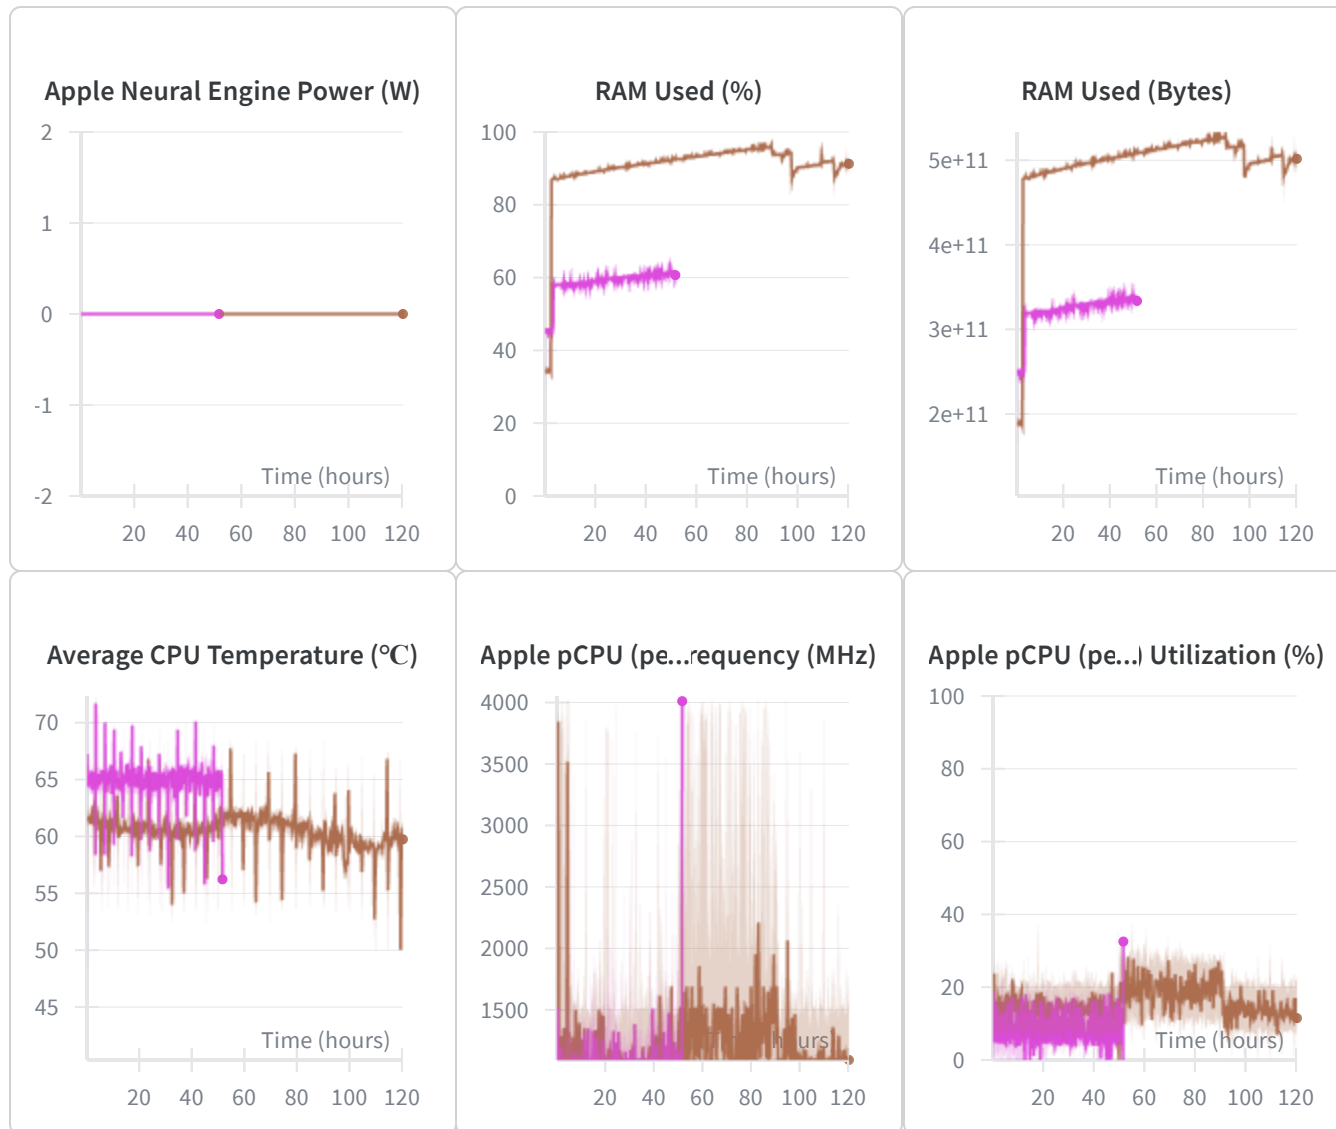 Apple Neural Engine Power (W)
2
1
0
-1
-2
Time (hours)
20 40 60 80 100 120
RAM Used (%)
100
80
60
40
20
0
Time (hours)
20 40 60 80 100 120
RAM Used (Bytes)
5e+11
4e+11
3e+11
2e+11
Time (hours)
20 40 60 80 100 120
Average CPU Temperature (℃)
70
65
60
55
50
45
Time (hours)
20 40 60 80 100 120
Apple pCPU (pe...requency (MHz)
4000
3500
3000
2500
2000
1500
Time (hours)
20 40 60 80 100 120
Apple pCPU (pe...) Utilization (%)
100
80
60
40
20
0
Time (hours)
20 40 60 80 100 120